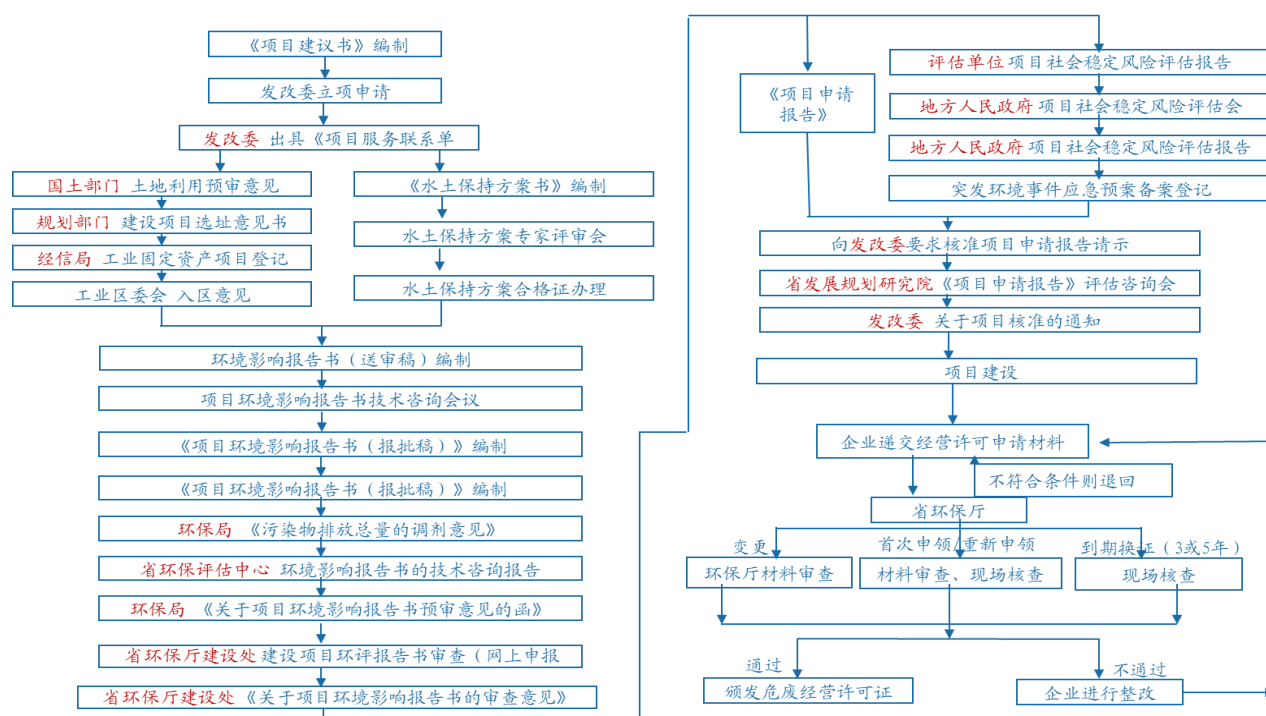 《项目建议书》编制
发改委立项申请
发改委 出具《项目服务联系单
国土部门 土地利用预审意见
规划部门 建设项目选址意见书
经信局 工业固定资产项目登记
工业区委会 入区意见
《水土保持方案书》编制
水土保持方案专家评审会
水土保持方案合格证办理
环境影响报告书（送审稿）编制
项目环境影响报告书技术咨询会议
《项目环境影响报告书（报批稿）》编制
《项目环境影响报告书（报批稿）》编制
环保局 《污染物排放总量的调剂意见》
省环保评估中心 环境影响报告书的技术咨询报告
环保局 《关于项目环境影响报告书预审意见的函》
省环保厅建设处 建设项目环评报告书审查（网上申报
省环保厅建设处 《关于项目环境影响报告书的审查意见》
《项目申请
报告》
评估单位 项目社会稳定风险评估报告
地方人民政府 项目社会稳定风险评估会
地方人民政府 项目社会稳定风险评估报告
突发环境事件应急预案备案登记
向发改委要求核准项目申请报告请示
省发展规划研究院 《项目申请报告》评估咨询会
发改委 关于项目核准的通知
项目建设
企业递交经营许可申请材料
不符合条件则退回
省环保厅
变更
首次申领/重新申领
到期换证（3或5年）
环保厅材料审查
材料审查、现场核查
现场核查
通过
不通过
颁发危废经营许可证
企业进行整改